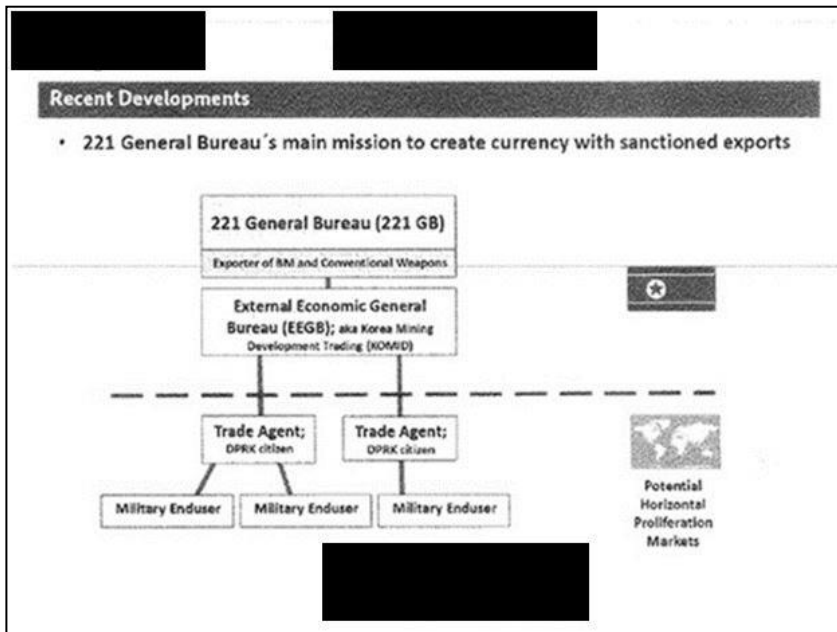 Recent Developments
• 221 General Bureau´s main mission to create currency with sanctioned exports
221 General Bureau (221 GB)
Exporter of BM and Conventional Weapons
External Economic General
Bureau (EEGB); aka Korea Mining
Development Trading (KOMID)
Trade Agent;
DPRK citizen
Trade Agent;
DPRK citizen
Military Enduser
Military Enduser
Military Enduser
Potential
Horizontal
Proliferation
Markets